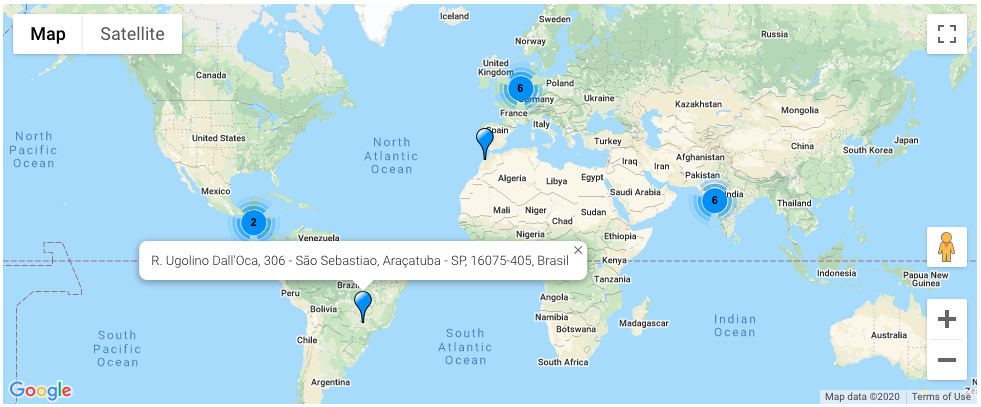 Map
Satellite
Iceland
Sweden
Norway
Russia
Canada
United
Kingdom
6
Poland
Germany
Ukraine
France
Kazakhstan
Mongolia
North
Pacific
Ocean
United States
North
Atlantic
Ocean
Spain
Italy
Turkey
Japan
China
South Korea
Afghanistan
Iraq
Iran
Pakistan
Algeria
Libya
Egypt
Saudi Arabia
India
6
Mexico
Mali
Niger
Chad
Sudan
Thailand
2
Nigeria
Ethiopia
Venezuela
R. Ugolino Dall'Oca, 306 - São Sebastiao, Araçatuba - SP, 16075-405, Brasil
Kenya
Indonesia
Papua New
Guinea
Tanzania
Brazil
Peru
Bolivia
Angola
Namibia
Botswana
Madagascar
Indian
Ocean
South
Pacific
Ocean
South
Atlantic
Ocean
Chile
Australia
South Africa
Argentina
Google
Map data ©2020
Terms of Use